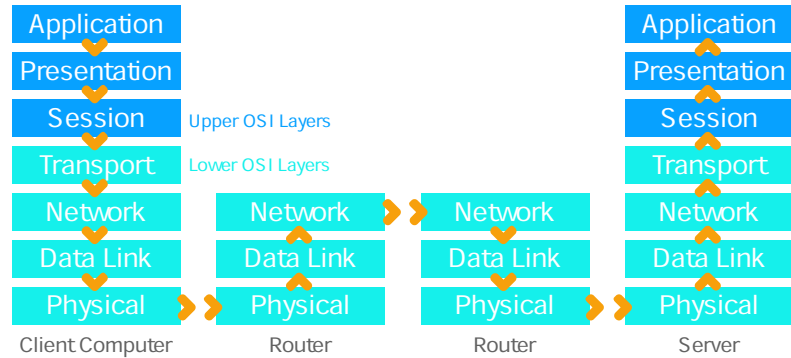 Application
Presentation
Session
Upper OSI Layers
Transport
Lower OSI Layers
Network
Data Link
Physical
Client Computer
Network
Data Link
Physical
Router
Network
Data Link
Physical
Router
Application
Presentation
Session
Transport
Network
Data Link
Physical
Server